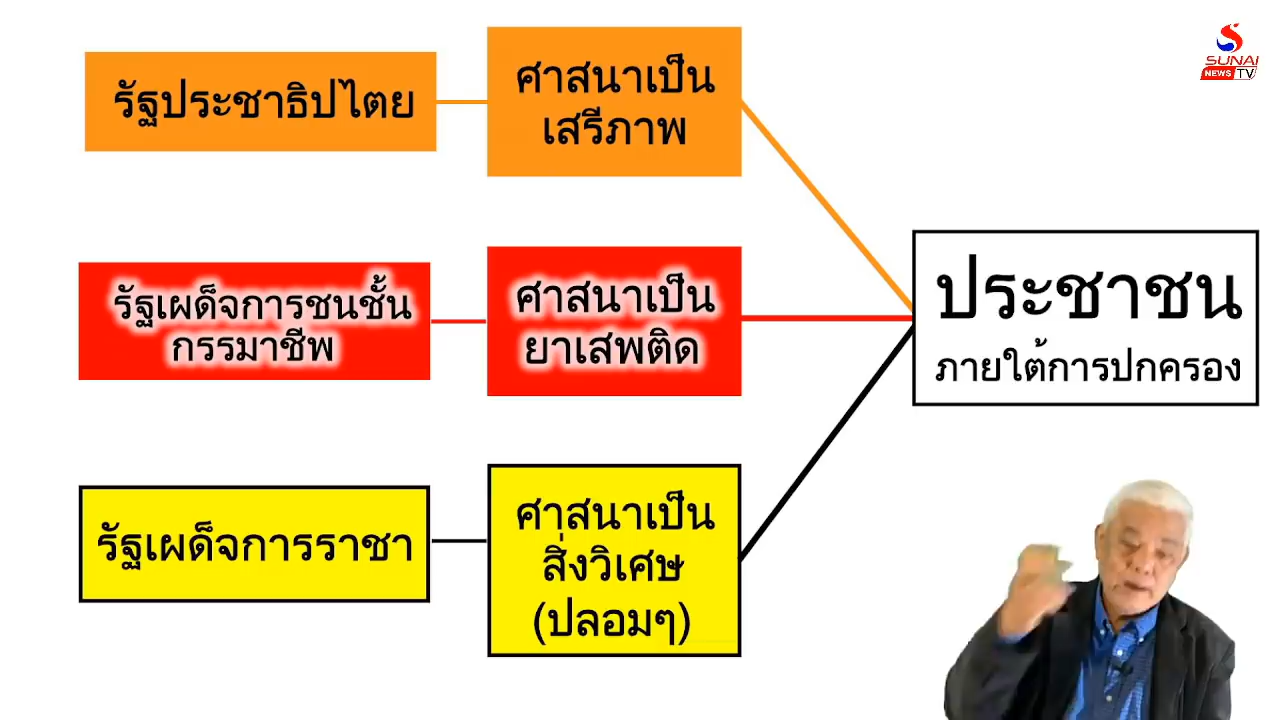 รัฐประชาธิปไตย
ศาสนาเป็น
เสรีภาพ
รัฐเผด็จการชนชั้น
กรรมาชีพ
ศาสนาเป็น
ยาเสพติด
รัฐเผด็จการราชา
ศาสนาเป็น
สิ่งวิเศษ
(ปลอมๆ)
ประชาชน
ภายใต้การปกครอง
SUNAI
NEWS TV